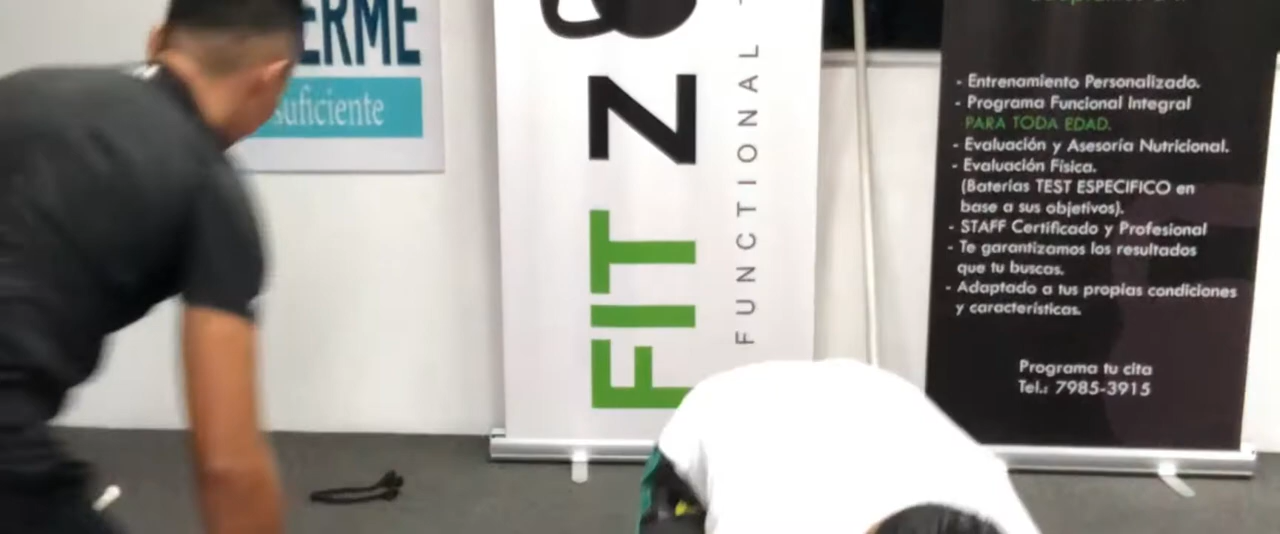 ERME
suficiente
FIT Z
FUNCTIONAL
- Entrenamiento Personalizado.
- Programa Funcional Integral
PARA TODA EDAD.
- Evaluación y Asesoría Nutricional.
- Evaluación Física.
(Baterías TEST ESPECIFICO en
base a sus objetivos).
- STAFF Certificado y Profesional
- Te garantizamos los resultados
que tu buscas.
- Adaptado a tus propias condiciones
y características.
Programa tu cita
Tel.: 7985-3915